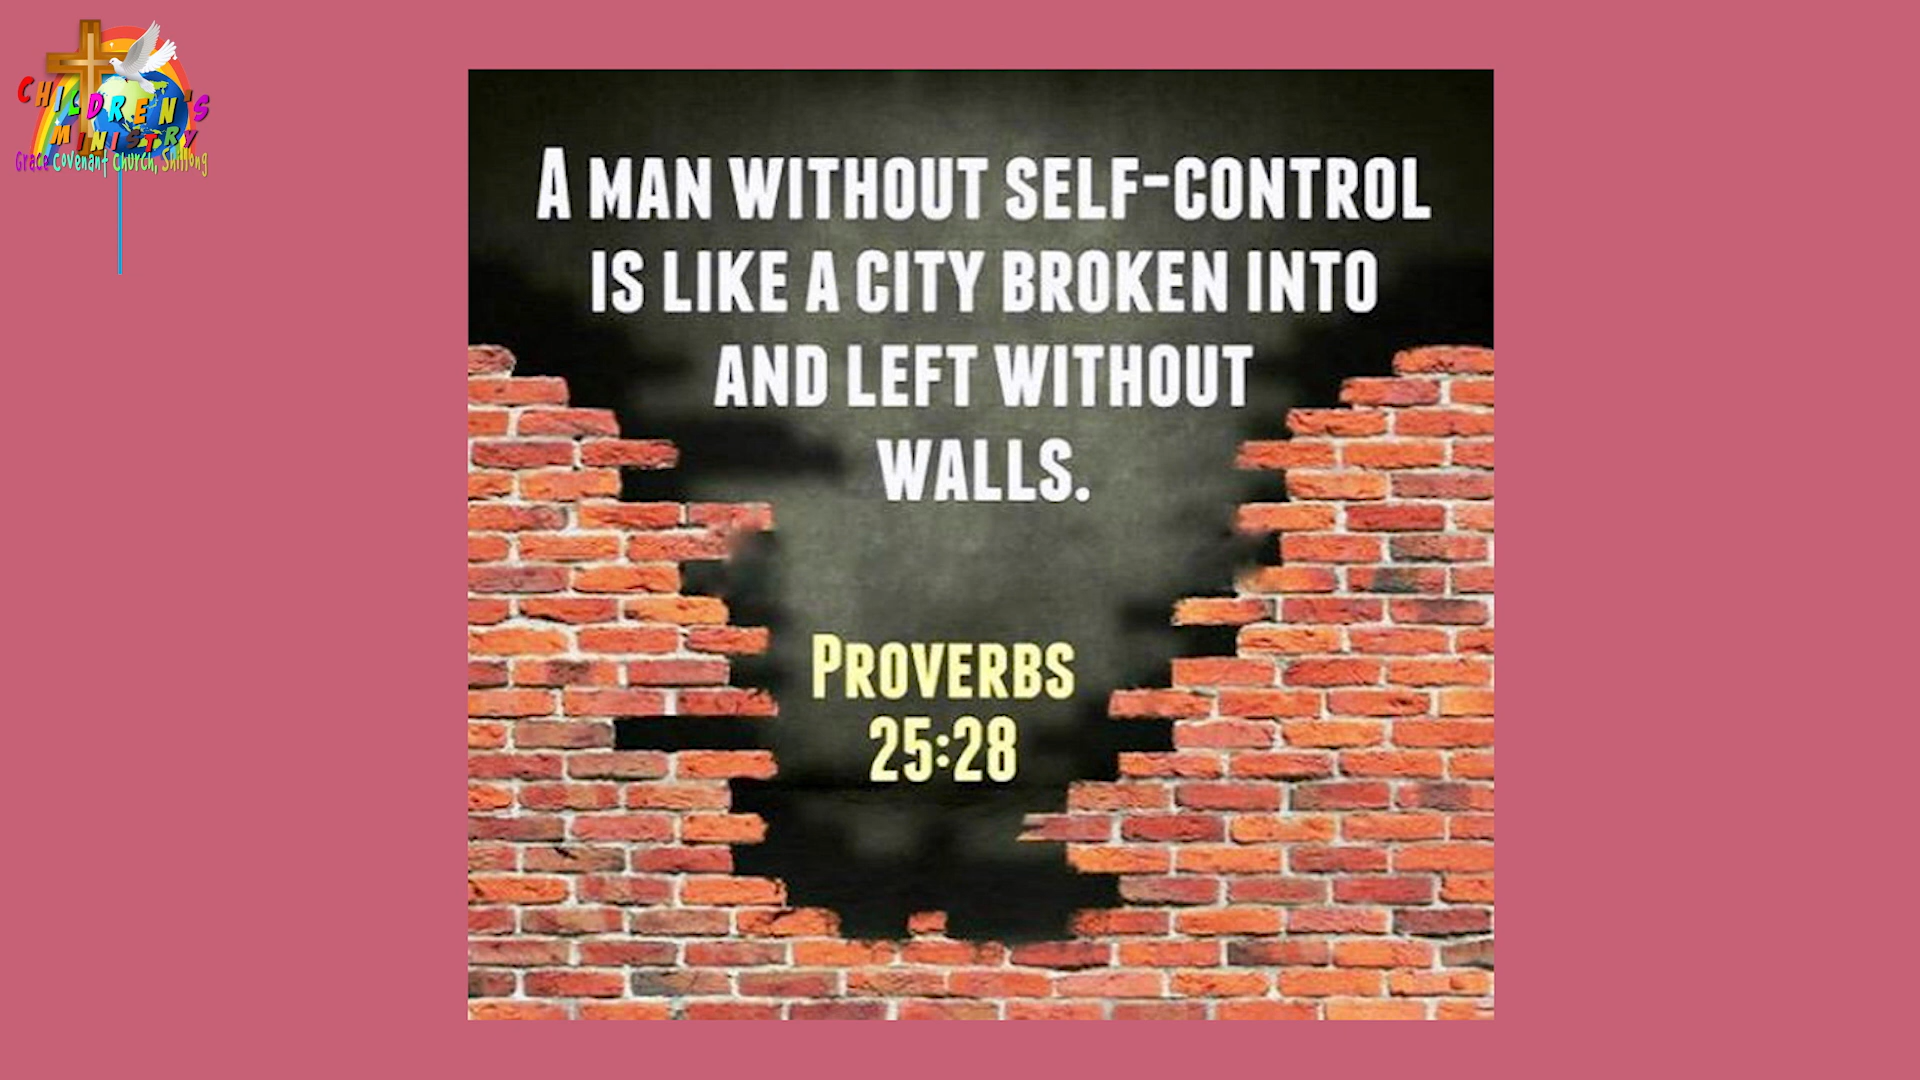 CHILDREN'S
MINISTRY
Grace Covenant Church, Shillong
A MAN WITHOUT SELF-CONTROL
IS LIKE A CITY BROKEN INTO
AND LEFT WITHOUT
WALLS.
PROVERBS
25:28